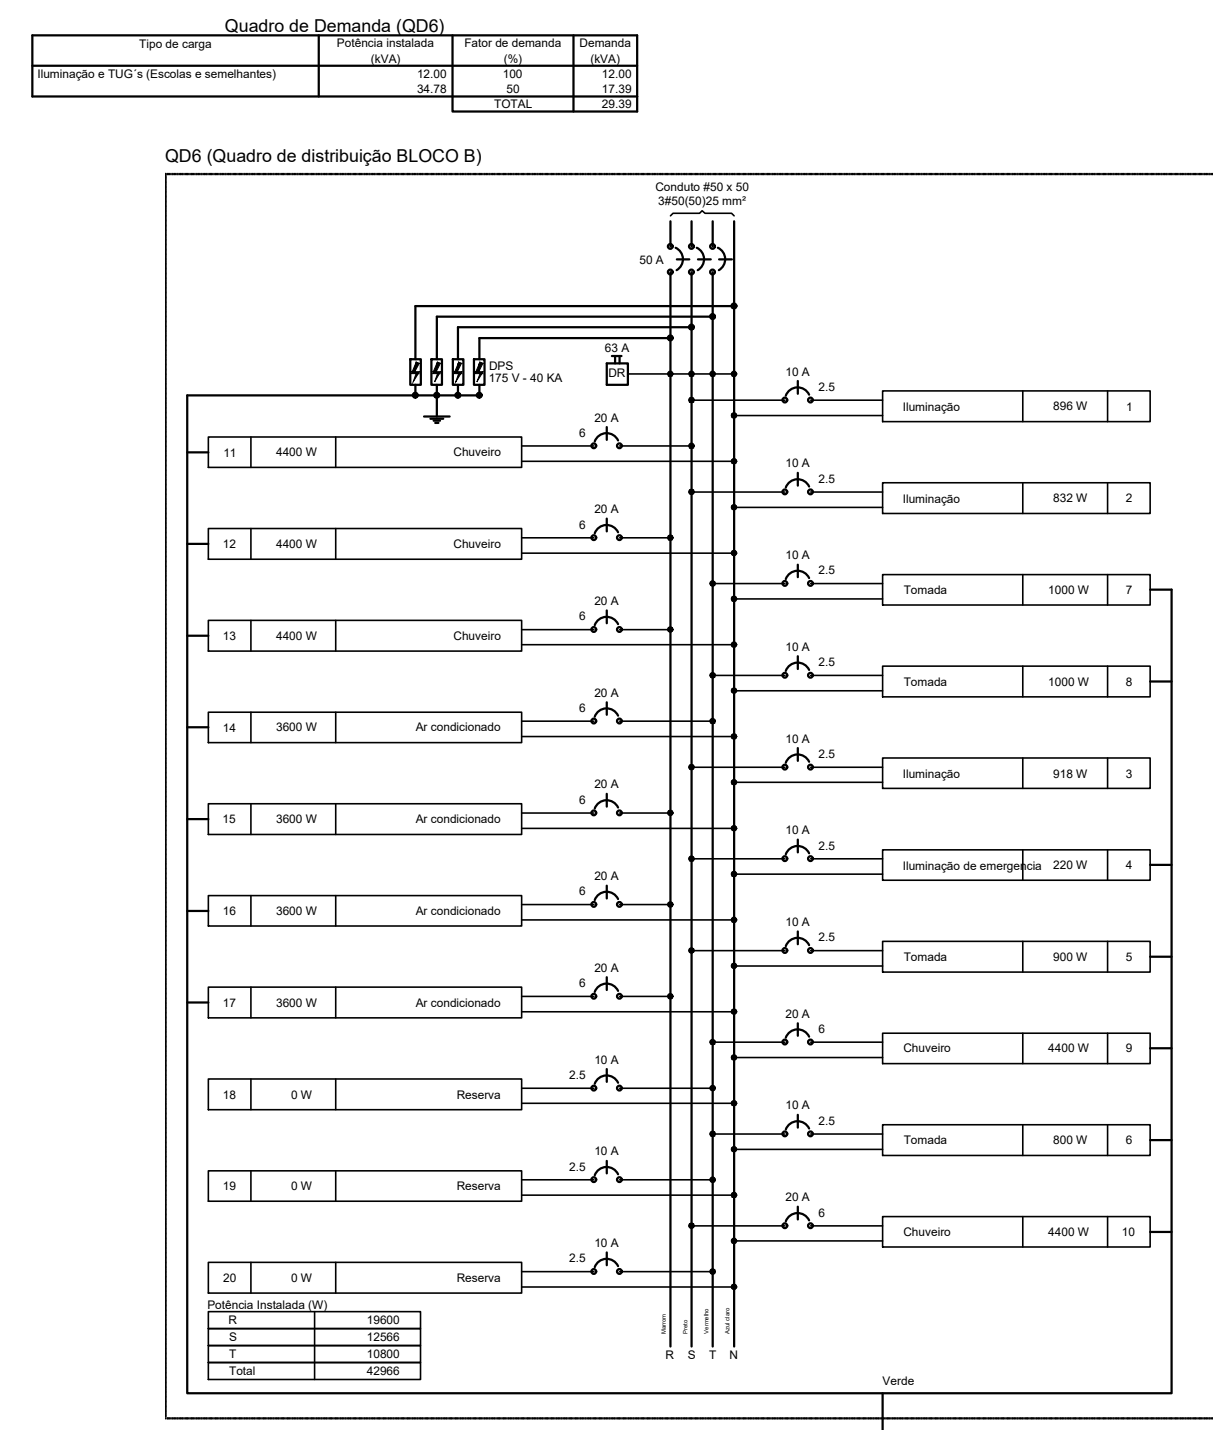 Quadro de Demanda (QD6)
Tipo de carga Potência instalada (kVA) Fator de demanda (%) Demanda (kVA)
Iluminação e TUG´s (Escolas e semelhantes) 12.00 100 12.00
34.78 50 17.39
TOTAL 29.39
QD6 (Quadro de distribuição BLOCO B)
Conduto #50 x 50
3#50(50)25 mm²
50 A
DPS
175 V - 40 KA
63 A
DR
10 A
2.5
Iluminação 896 W 1
20 A
6
11 4400 W Chuveiro
10 A
2.5
Iluminação 832 W 2
20 A
6
12 4400 W Chuveiro
10 A
2.5
Tomada 1000 W 7
20 A
6
13 4400 W Chuveiro
10 A
2.5
Tomada 1000 W 8
20 A
6
14 3600 W Ar condicionado
10 A
2.5
Iluminação 918 W 3
20 A
6
15 3600 W Ar condicionado
10 A
2.5
Iluminação de emergencia 220 W 4
20 A
6
16 3600 W Ar condicionado
10 A
2.5
Tomada 900 W 5
20 A
6
17 3600 W Ar condicionado
20 A
6
Chuveiro 4400 W 9
10 A
2.5
18 0 W Reserva
10 A
2.5
Tomada 800 W 6
10 A
2.5
19 0 W Reserva
20 A
6
Chuveiro 4400 W 10
10 A
2.5
20 0 W Reserva
Potência Instalada (W)
R 19600
S 12566
T 10800
Total 42966
Marrom
Preto
Vermelho
Azul claro
R S T N
Verde